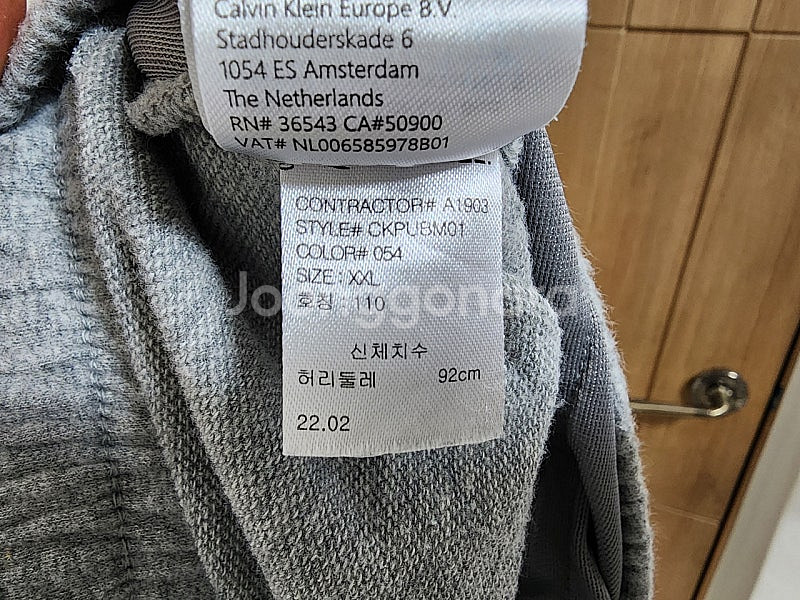 Calvin Klein Europe B.V.
Stadhouderskade 6
1054 ES Amsterdam
The Netherlands
RN# 36543 CA#50900
VAT# NL006585978B01
CONTRACTOR# A1903
STYLE# CKPUBM01
COLOR# 054
SIZE : XXL
호칭 : 110
신체치수
허리둘레 92cm
22.02
Joonggonara